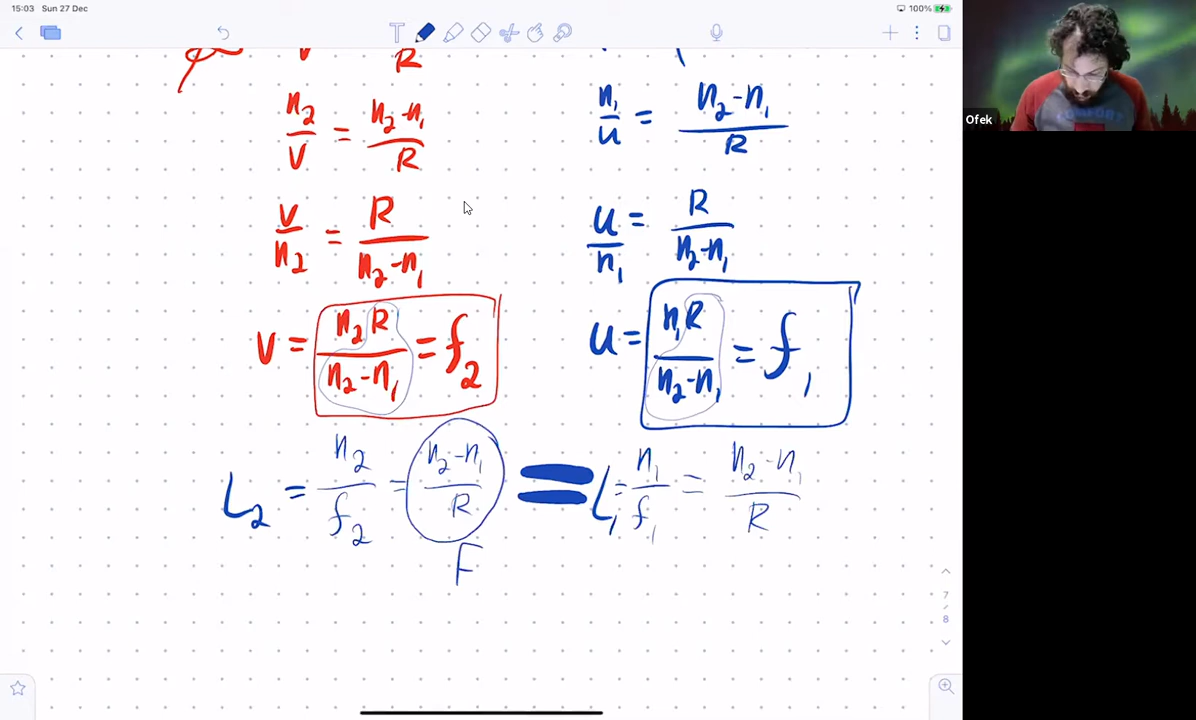 15:03 Sun 27 Dec
100%
T
Ofek
R
n₂/v = (n₂-n₁)/R
n₁/u = (n₂-n₁)/R
v/n₂ = R/(n₂-n₁)
u/n₁ = R/(n₂-n₁)
v = n₂R/(n₂-n₁) = f₂
u = n₁R/(n₂-n₁) = f₁
L₂ = n₂/f₂ = (n₂-n₁)/R = L₁ = n₁/f₁ = (n₂-n₁)/R
F
7
/
8